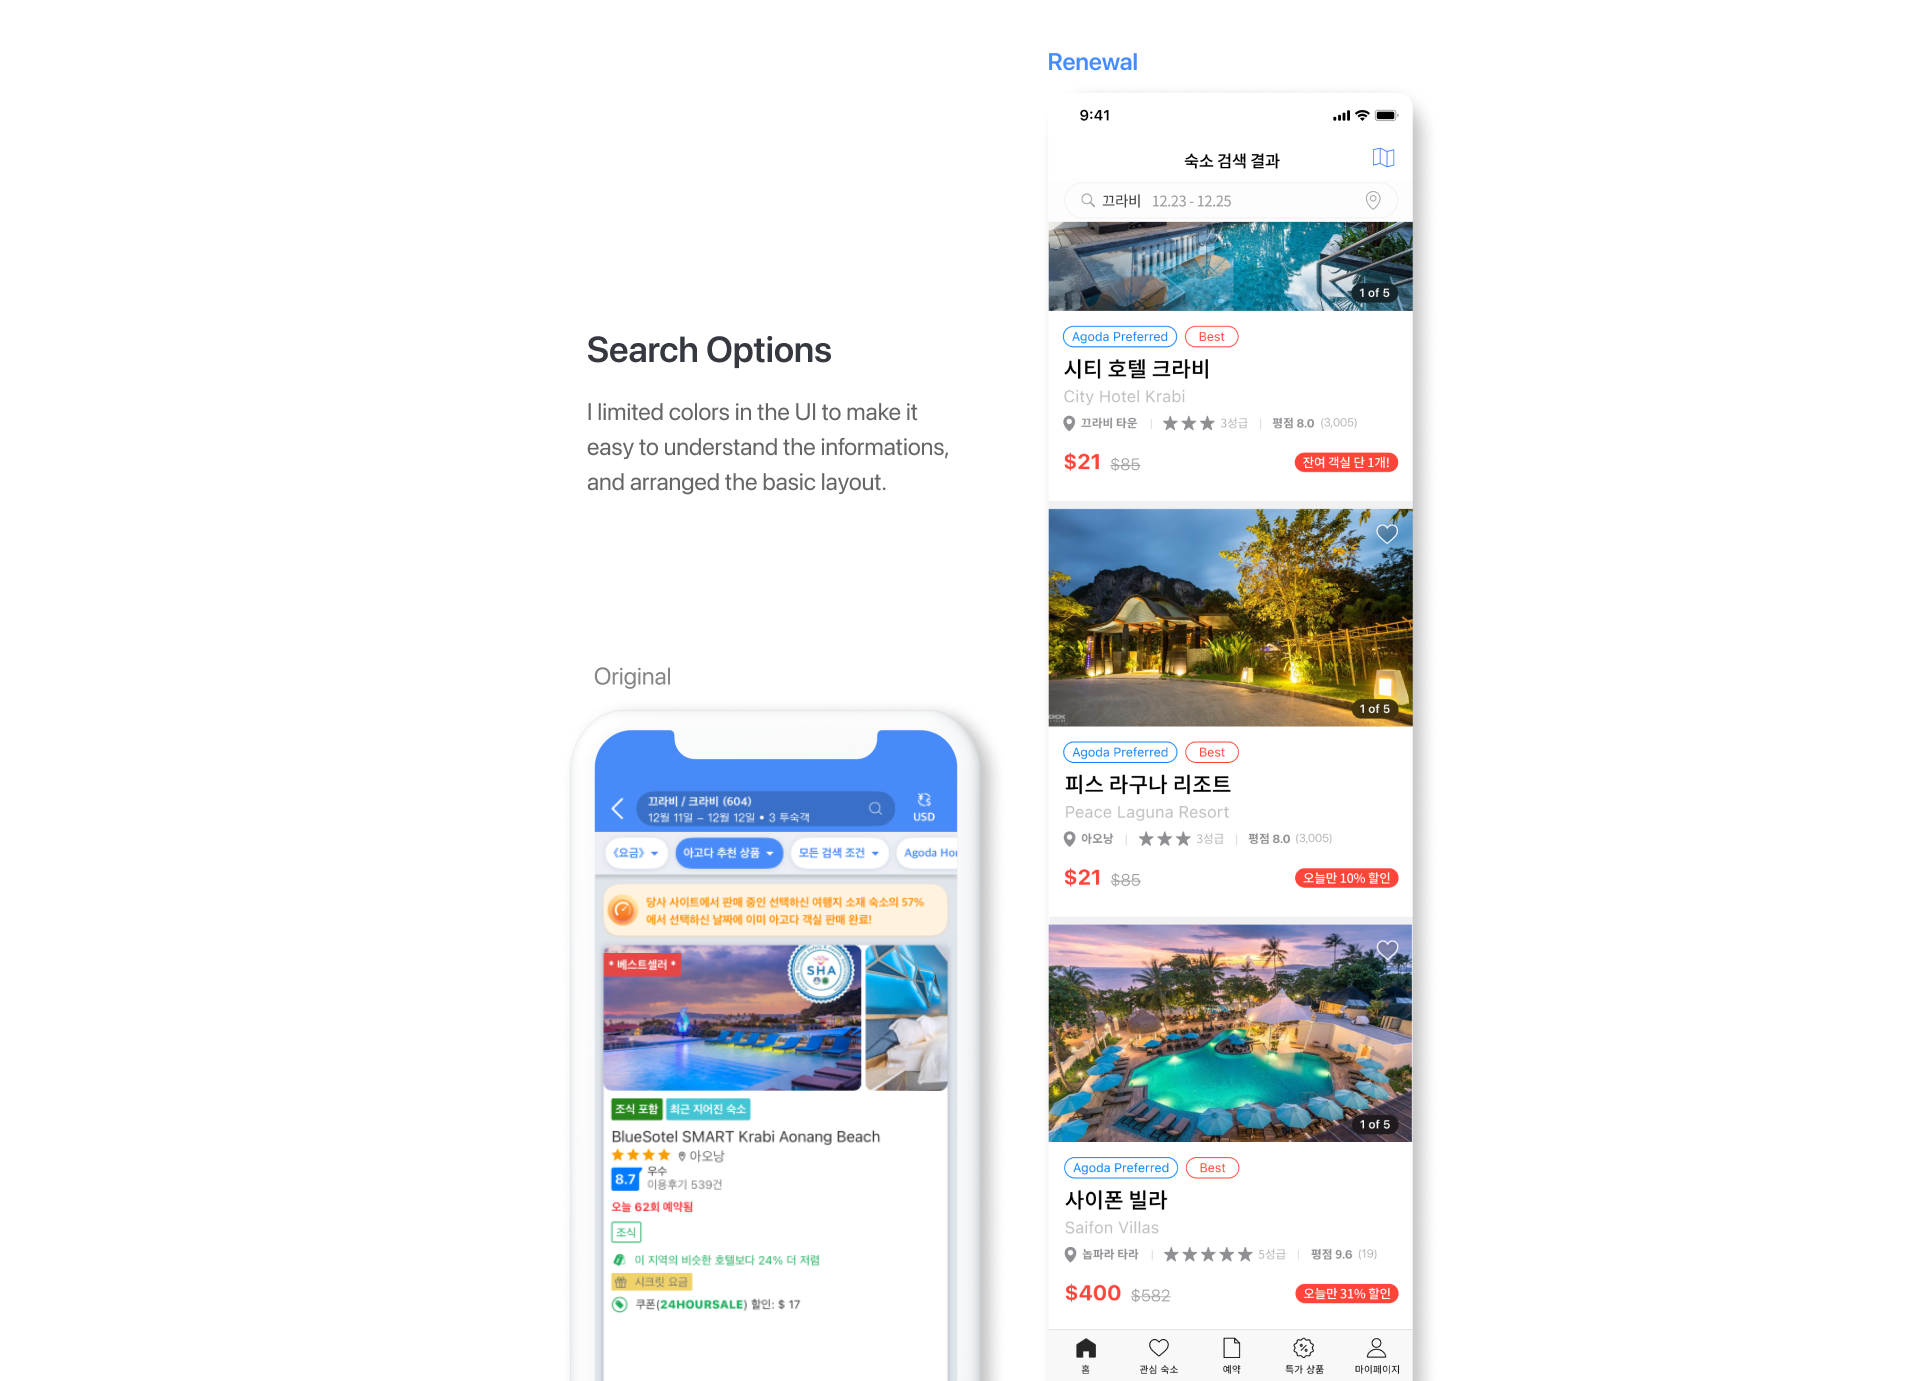 Search Options
I limited colors in the UI to make it
easy to understand the informations,
and arranged the basic layout.
Original
끄라비 / 크라비 (604)
12월 11일 – 12월 12일 • 3 투숙객
USD
《요금》
아고다 추천 상품
모든 검색 조건
Agoda Hor
당사 사이트에서 판매 중인 선택하신 여행지 소재 숙소의 57%
에서 선택하신 날짜에 이미 아고다 객실 판매 완료!
* 베스트셀러 *
SHA
조식 포함 최근 지어진 숙소
BlueSotel SMART Krabi Aonang Beach
아오낭
8.7 우수
이용후기 539건
오늘 62회 예약됨
조식
이 지역의 비슷한 호텔보다 24% 더 저렴
시크릿 요금
쿠폰(24HOURSALE) 할인: $ 17
Renewal
9:41
숙소 검색 결과
끄라비 12.23 - 12.25
1 of 5
Agoda Preferred Best
시티 호텔 크라비
City Hotel Krabi
끄라비 타운 | 3성급 | 평점 8.0 (3,005)
$21 $85 잔여 객실 단 1개!
1 of 5
Agoda Preferred Best
피스 라구나 리조트
Peace Laguna Resort
아오낭 | 3성급 | 평점 8.0 (3,005)
$21 $85 오늘만 10% 할인
1 of 5
Agoda Preferred Best
사이폰 빌라
Saifon Villas
놉파라 타라 | 5성급 | 평점 9.6 (19)
$400 $582 오늘만 31% 할인
홈 관심 숙소 예약 특가 상품 마이페이지